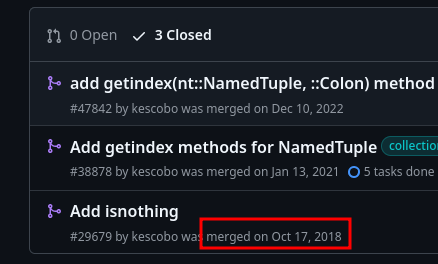 0 Open 3 Closed
add getindex(nt::NamedTuple, ::Colon) method
#47842 by kescobo was merged on Dec 10, 2022
Add getindex methods for NamedTuple collectio
#38878 by kescobo was merged on Jan 13, 2021 5 tasks done
Add isnothing
#29679 by kescobo was merged on Oct 17, 2018